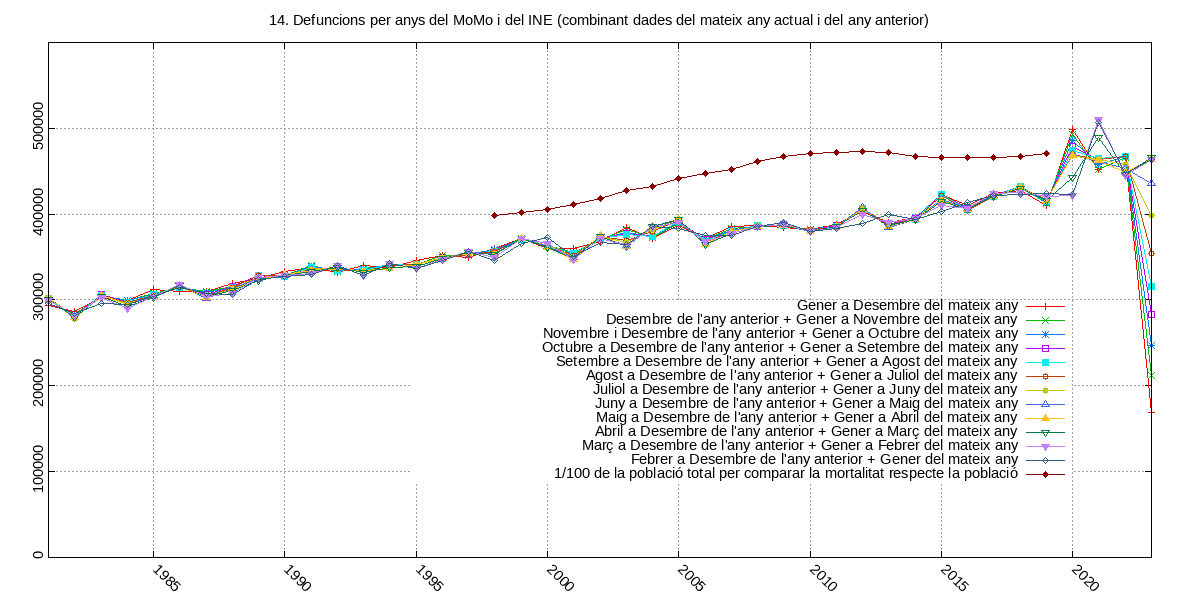 14. Defuncions per anys del MoMo i del INE (combinant dades del mateix any actual i del any anterior)
500000
400000
300000
200000
100000
0
Gener a Desembre del mateix any
Desembre de l'any anterior + Gener a Novembre del mateix any
Novembre i Desembre de l'any anterior + Gener a Octubre del mateix any
Octubre a Desembre de l'any anterior + Gener a Setembre del mateix any
Setembre a Desembre de l'any anterior + Gener a Agost del mateix any
Agost a Desembre de l'any anterior + Gener a Juliol del mateix any
Juliol a Desembre de l'any anterior + Gener a Juny del mateix any
Juny a Desembre de l'any anterior + Gener a Maig del mateix any
Maig a Desembre de l'any anterior + Gener a Abril del mateix any
Abril a Desembre de l'any anterior + Gener a Març del mateix any
Març a Desembre de l'any anterior + Gener a Febrer del mateix any
Febrer a Desembre de l'any anterior + Gener del mateix any
1/100 de la població total per comparar la mortalitat respecte la població
1985
1990
1995
2000
2005
2010
2015
2020